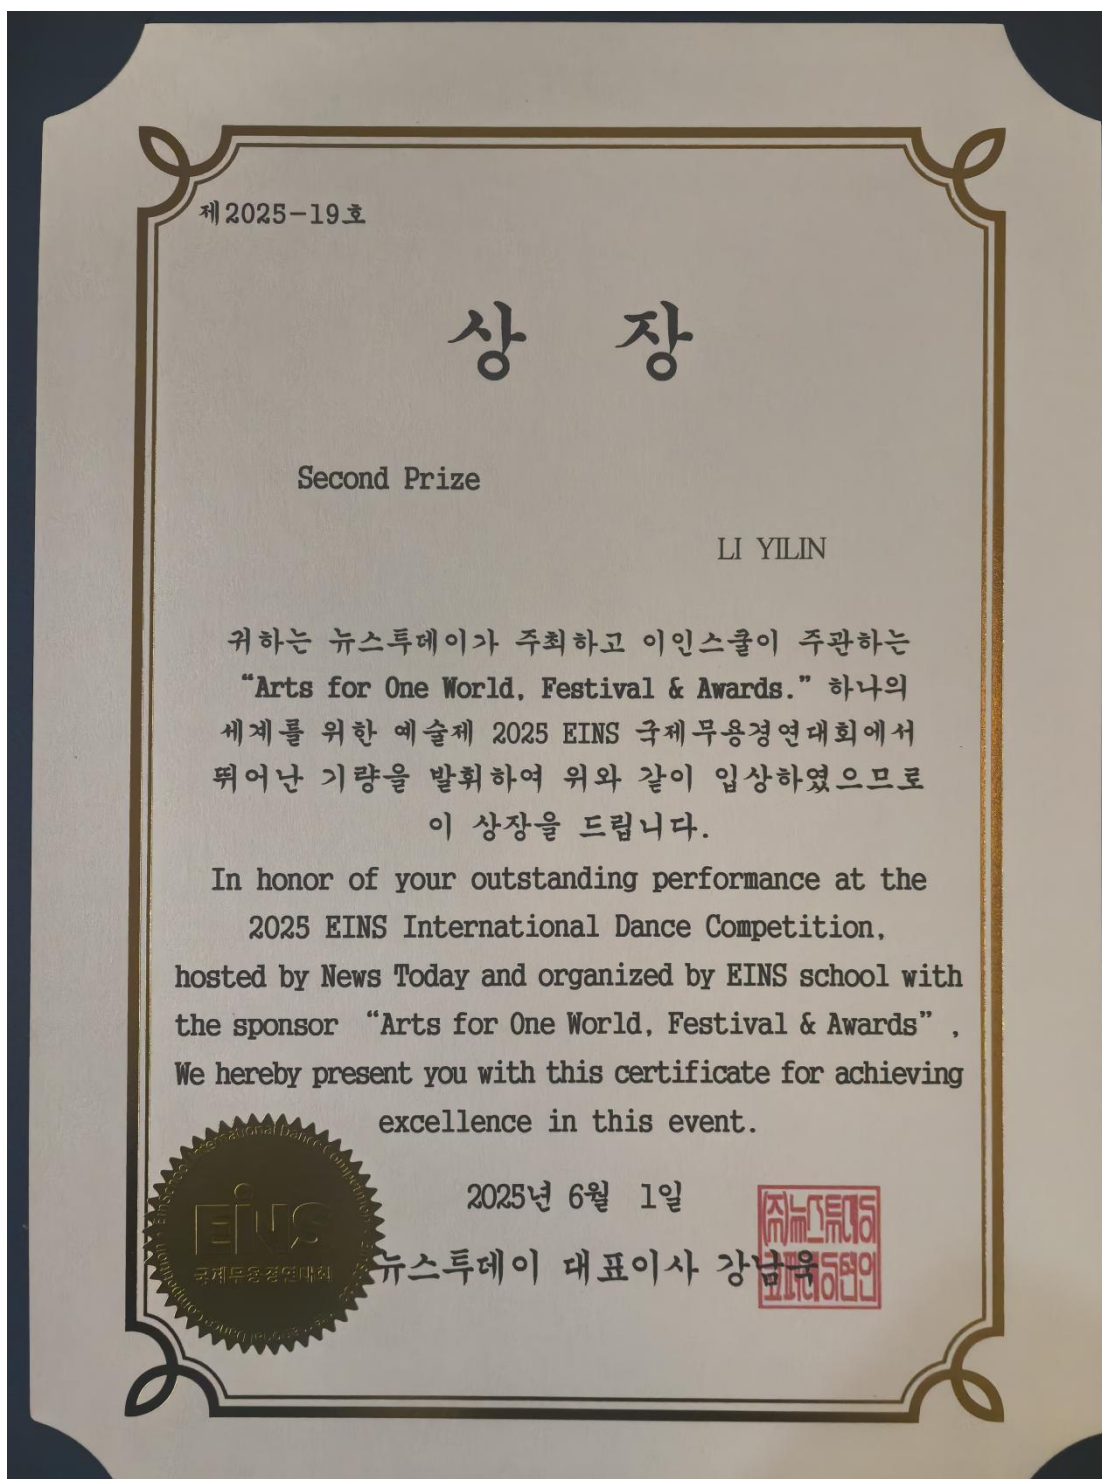 제2025-19호
상 장
Second Prize
LI YILIN
귀하는 뉴스투데이가 주최하고 이인스쿨이 주관하는
“Arts for One World, Festival & Awards.” 하나의
세계를 위한 예술제 2025 EINS 국제무용경연대회에서
뛰어난 기량을 발휘하여 위와 같이 입상하였으므로
이 상장을 드립니다.
In honor of your outstanding performance at the
2025 EINS International Dance Competition,
hosted by News Today and organized by EINS school with
the sponsor “Arts for One World, Festival & Awards” ,
We hereby present you with this certificate for achieving
excellence in this event.
2025년 6월 1일
뉴스투데이 대표이사 강남욱
EINS
국제무용경연대회